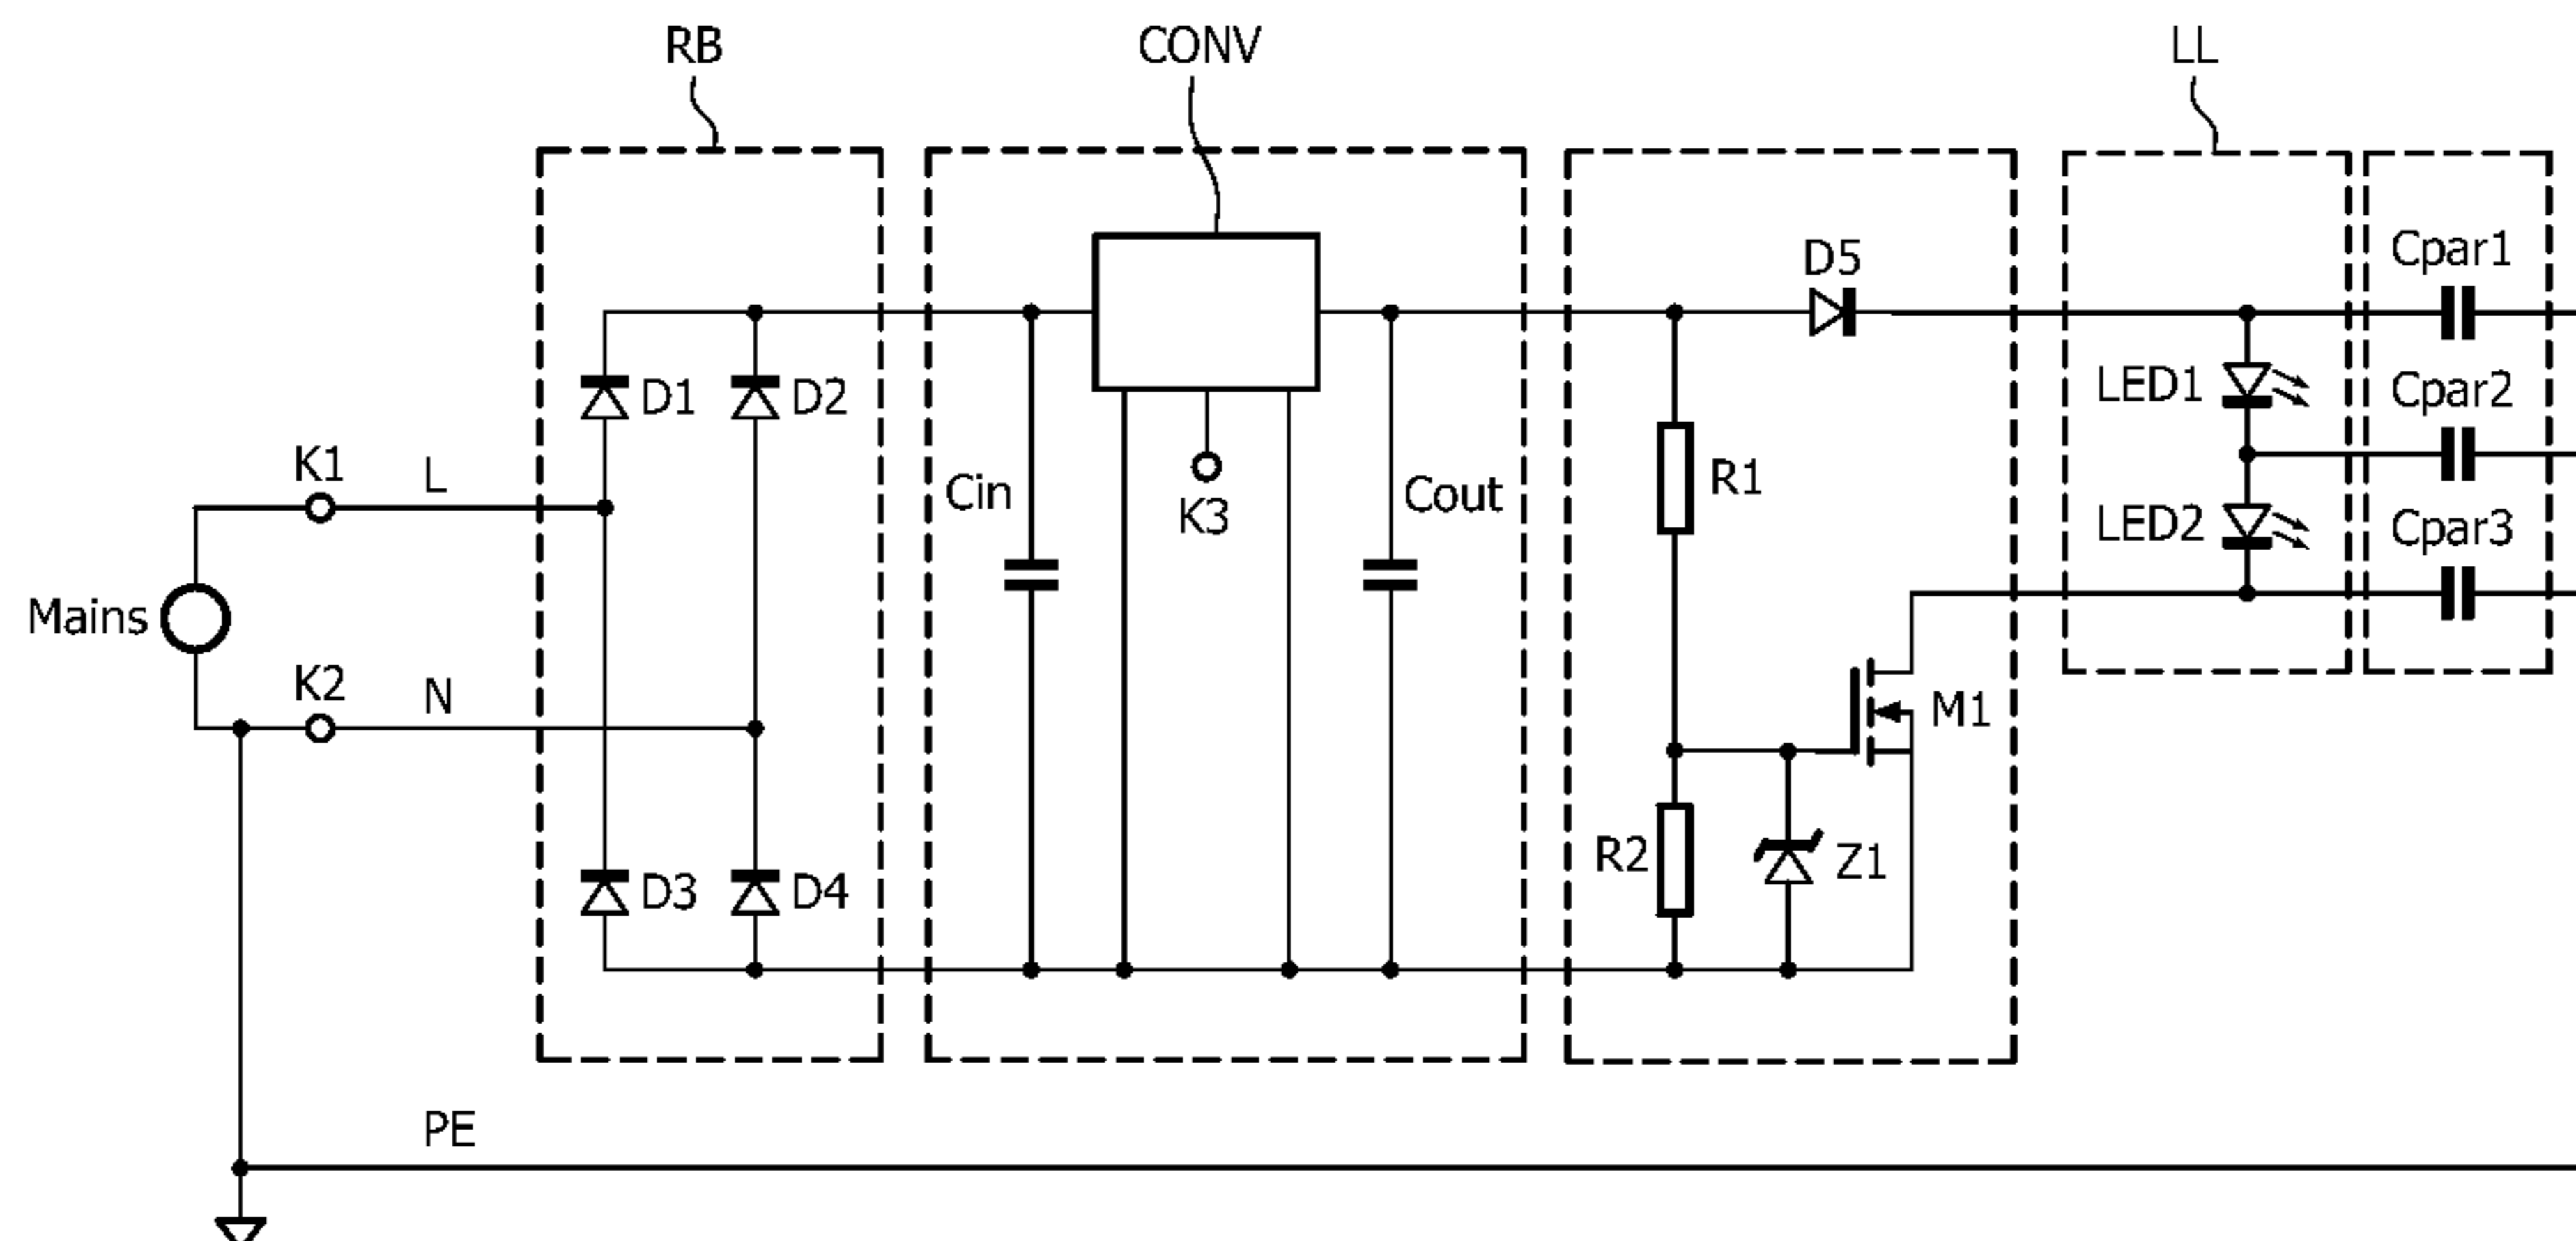 RB
CONV
LL
D5
Cpar1
D1
D2
LED1
Cpar2
K1
L
Cin
K3
Cout
R1
LED2
Cpar3
Mains
K2
N
M1
R2
Z1
D3
D4
PE